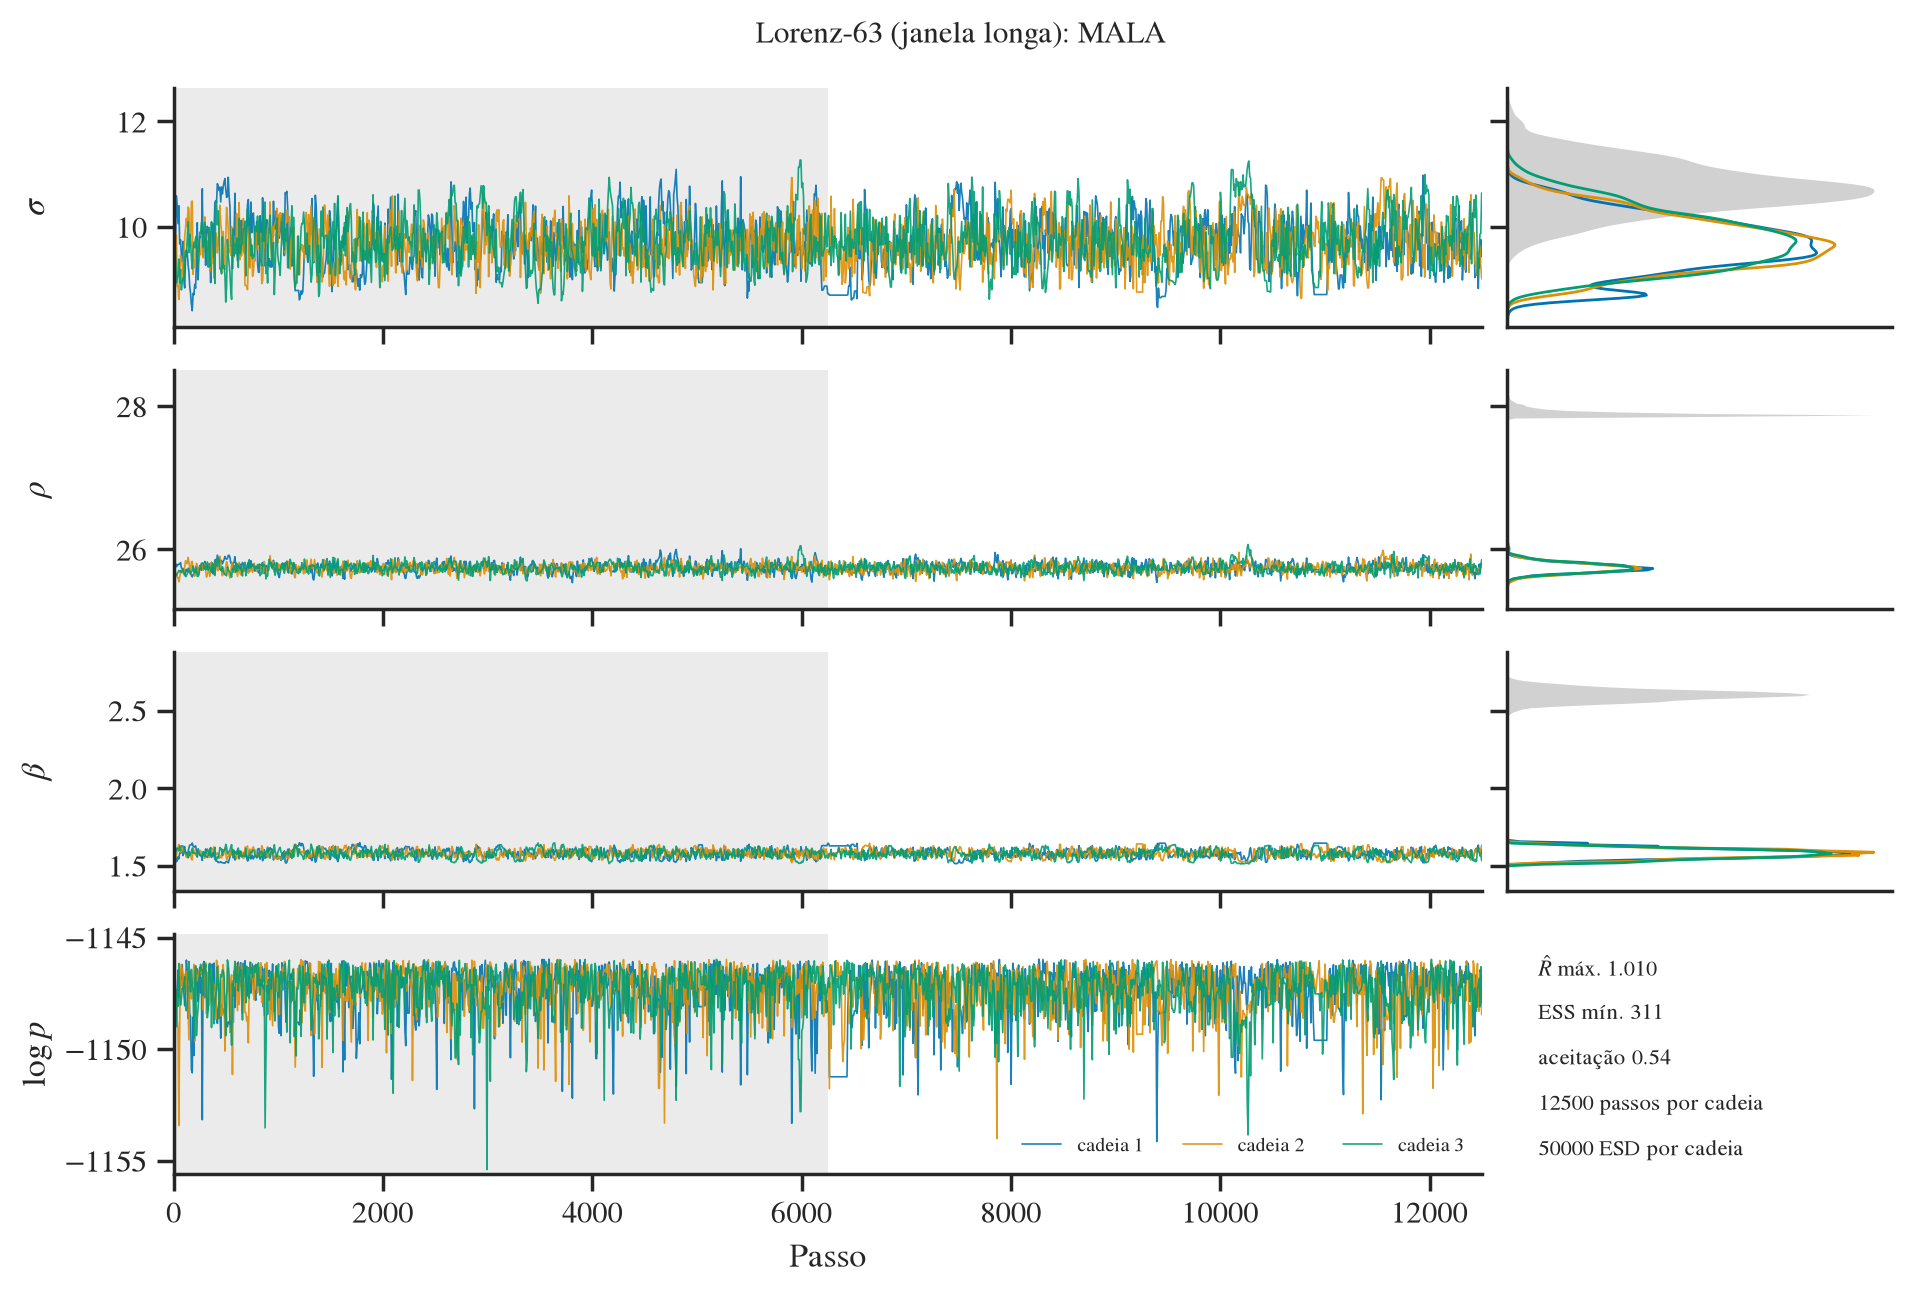 Lorenz-63 (janela longa): MALA
12
10
σ
28
26
ρ
2.5
2.0
1.5
β
−1145
−1150
−1155
log p
R̂ máx. 1.010
ESS mín. 311
aceitação 0.54
12500 passos por cadeia
50000 ESD por cadeia
cadeia 1 cadeia 2 cadeia 3
0 2000 4000 6000 8000 10000 12000
Passo